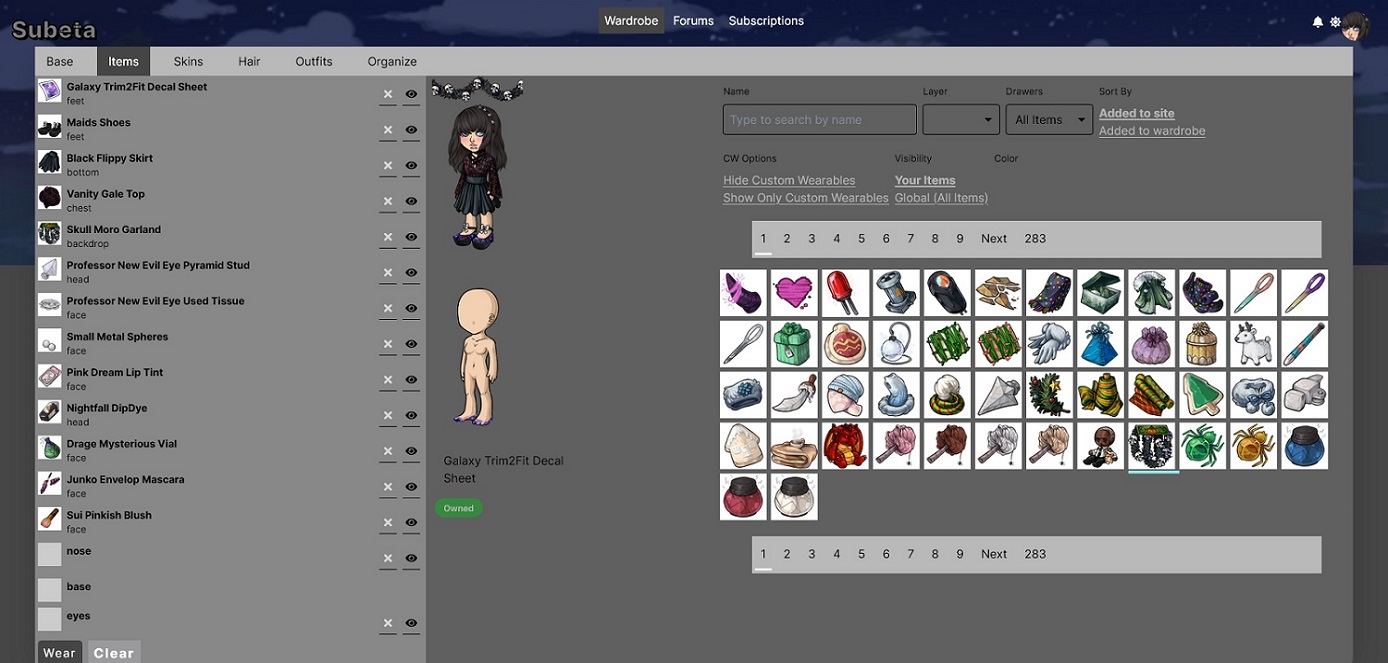 Subeta
Wardrobe Forums Subscriptions
Base Items Skins Hair Outfits Organize
Galaxy Trim2Fit Decal Sheet
feet
Maids Shoes
feet
Black Flippy Skirt
bottom
Vanity Gale Top
chest
Skull Moro Garland
backdrop
Professor New Evil Eye Pyramid Stud
head
Professor New Evil Eye Used Tissue
face
Small Metal Spheres
face
Pink Dream Lip Tint
face
Nightfall DipDye
head
Drage Mysterious Vial
face
Junko Envelop Mascara
face
Sui Pinkish Blush
face
nose
base
eyes
Wear Clear
Galaxy Trim2Fit Decal
Sheet
Owned
Name Layer Drawers Sort By
Type to search by name All Items Added to site
Added to wardrobe
CW Options Visibility Color
Hide Custom Wearables Your Items
Show Only Custom Wearables Global (All Items)
1 2 3 4 5 6 7 8 9 Next 283
1 2 3 4 5 6 7 8 9 Next 283